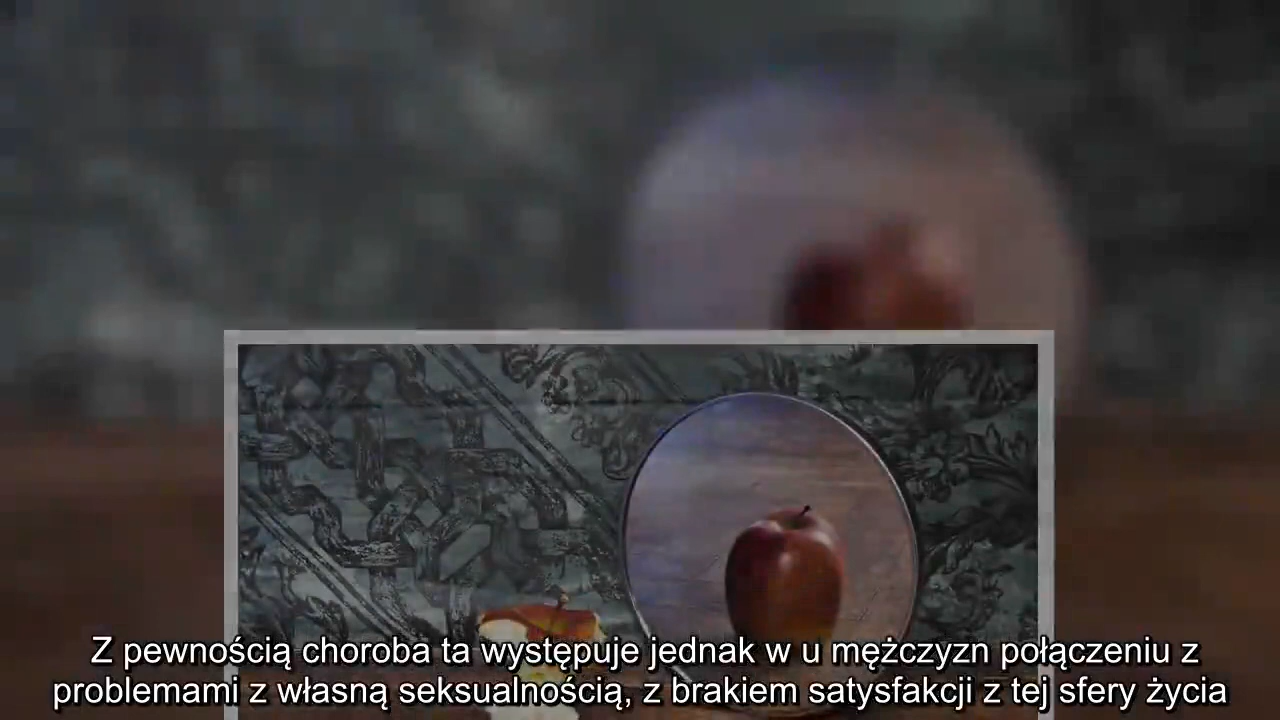 Z pewnością choroba ta występuje jednak w u mężczyzn połączeniu z
problemami z własną seksualnością, z brakiem satysfakcji z tej sfery życia